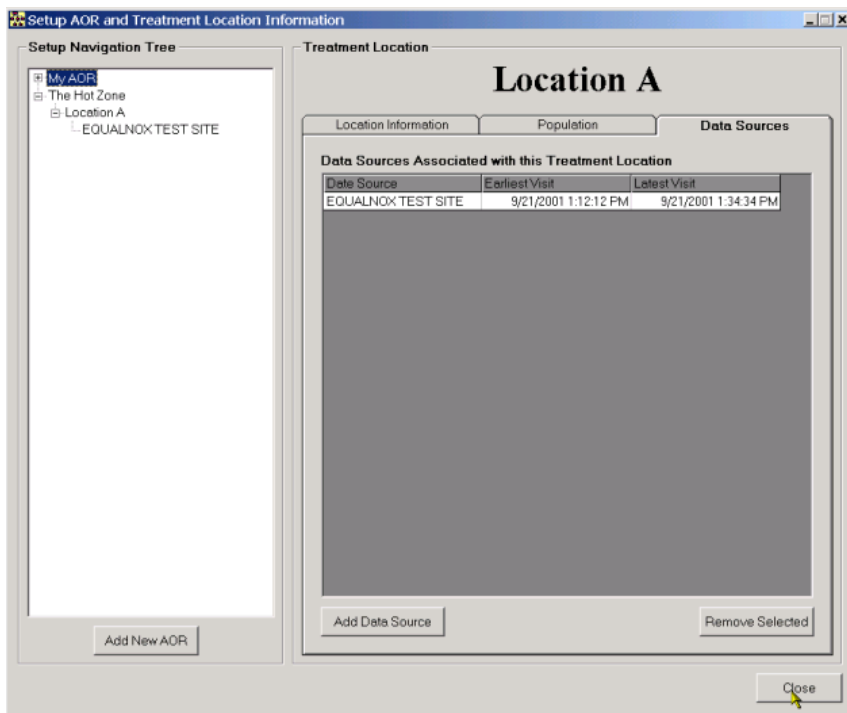 Setup AOR and Treatment Location Information
Setup Navigation Tree
My AOR
The Hot Zone
Location A
EQUALNOX TEST SITE
Add New AOR
Treatment Location
Location A
Location Information Population Data Sources
Data Sources Associated with this Treatment Location
Date Source Earliest Visit Latest Visit
EQUALNOX TEST SITE 9/21/2001 1:12:12 PM 9/21/2001 1:34:34 PM
Add Data Source Remove Selected
Close